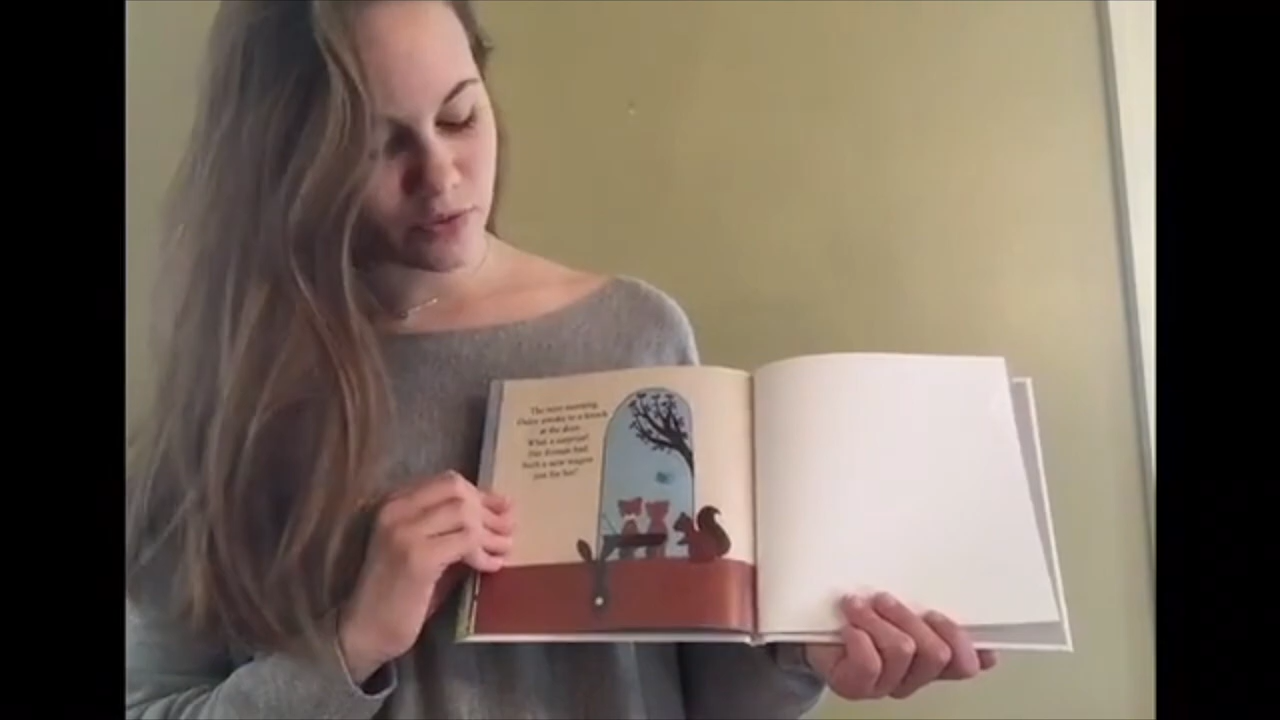 The next morning,
Daisy awoke to a knock
at the door.
What a surprise!
Her friends had
built a new wagon
just for her!